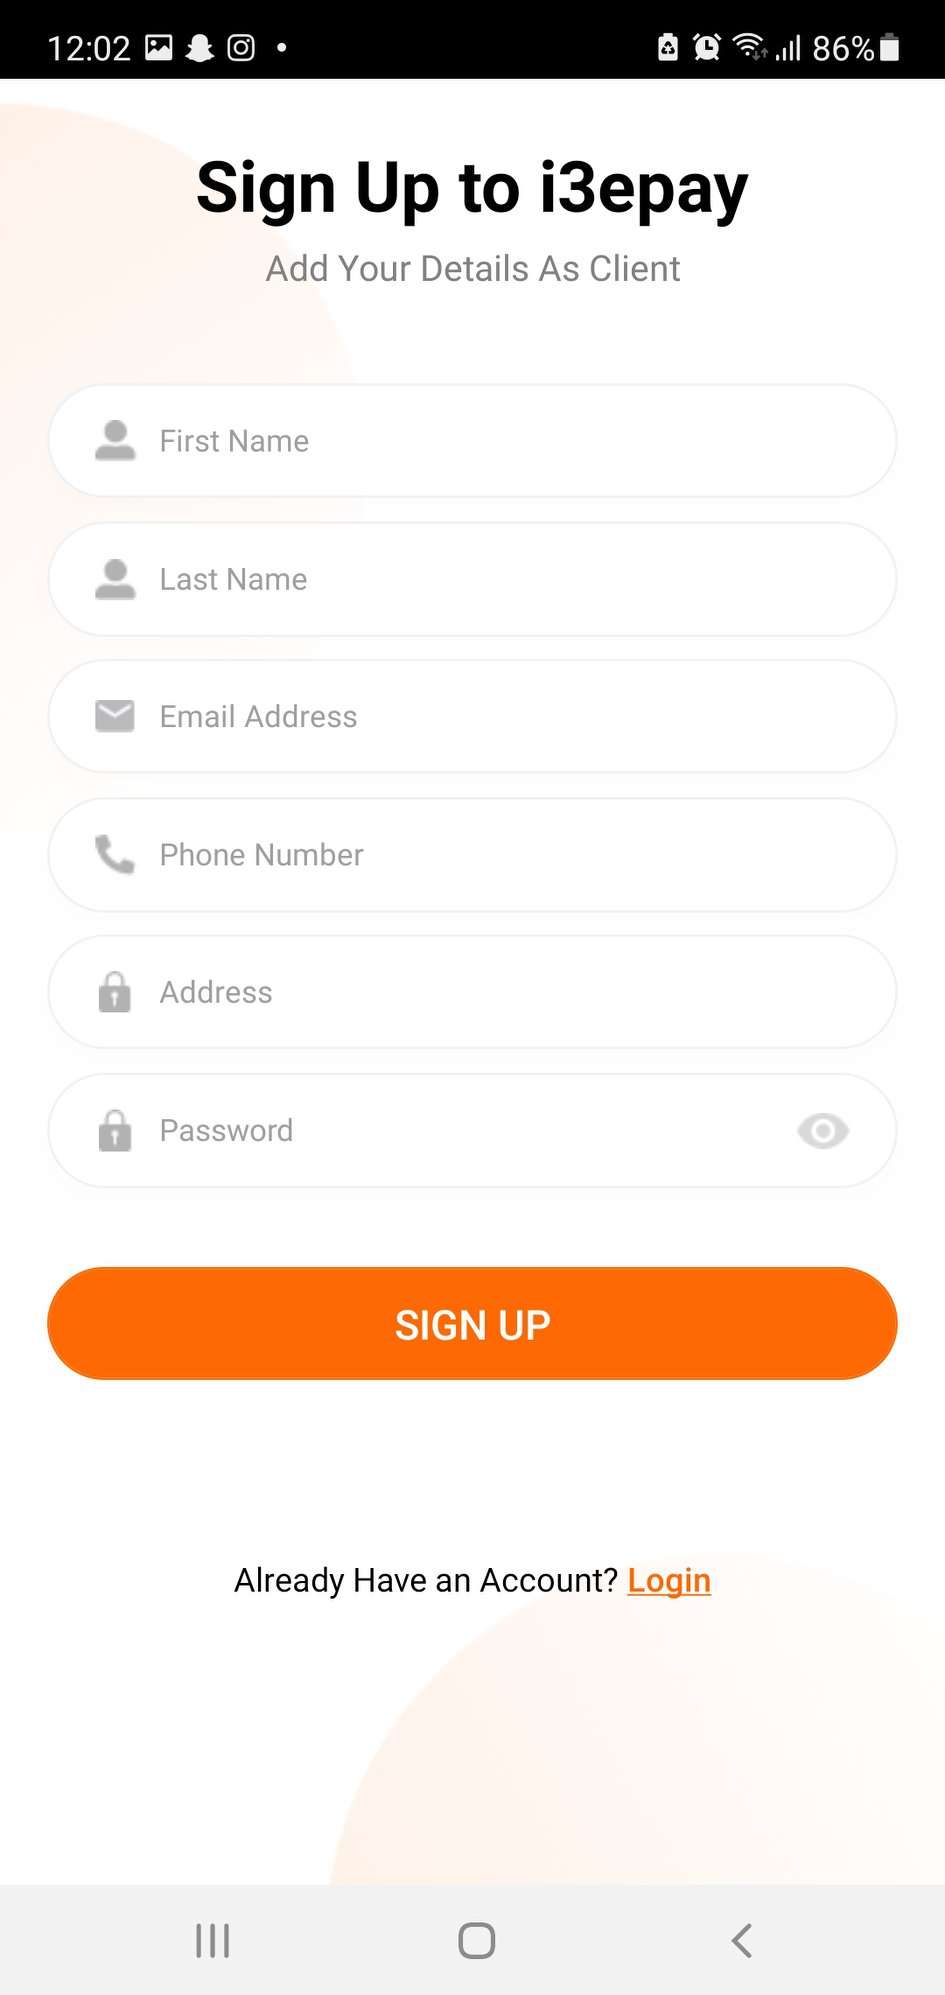 12:02 86%
Sign Up to i3epay
Add Your Details As Client
First Name
Last Name
Email Address
Phone Number
Address
Password
SIGN UP
Already Have an Account? Login